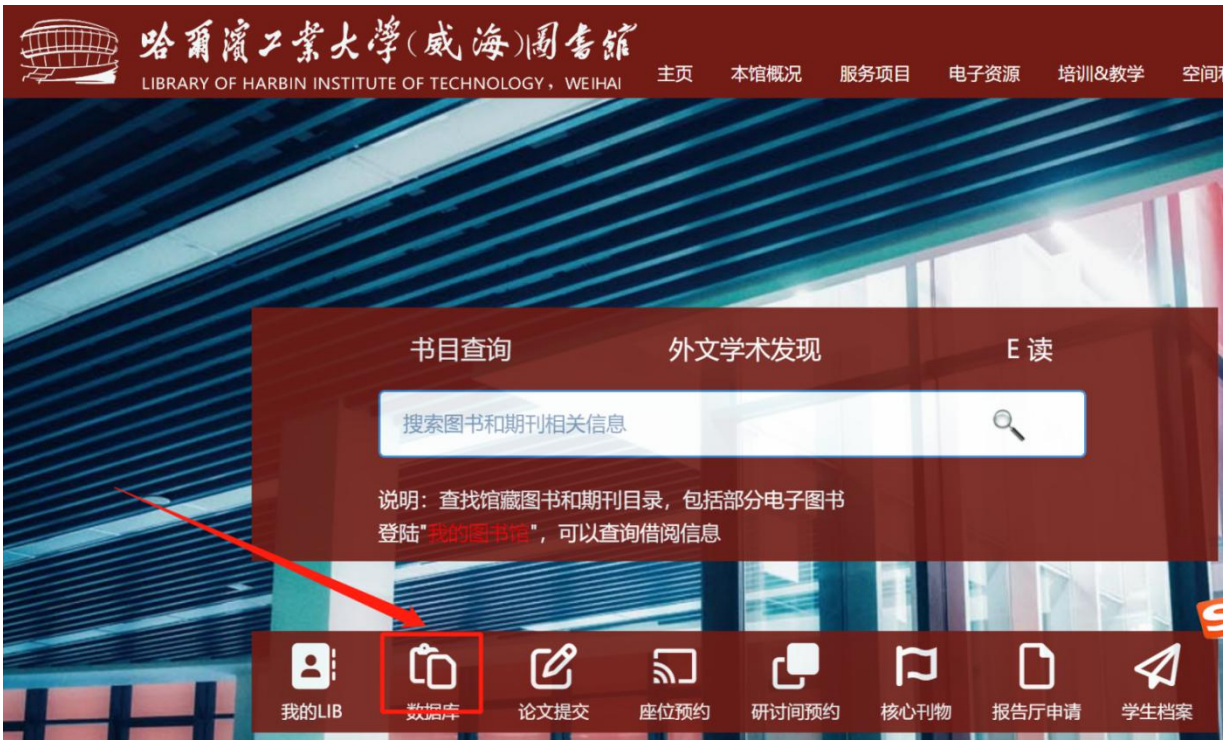 哈爾濱工業大學(威海)圖書館
LIBRARY OF HARBIN INSTITUTE OF TECHNOLOGY, WEIHAI
主页 本馆概况 服务项目 电子资源 培训&教学 空间
书目查询 外文学术发现 E 读
搜索图书和期刊相关信息
说明：查找馆藏图书和期刊目录，包括部分电子图书
登陆"我的图书馆"，可以查询借阅信息
我的LIB 数据库 论文提交 座位预约 研讨间预约 核心刊物 报告厅申请 学生档案